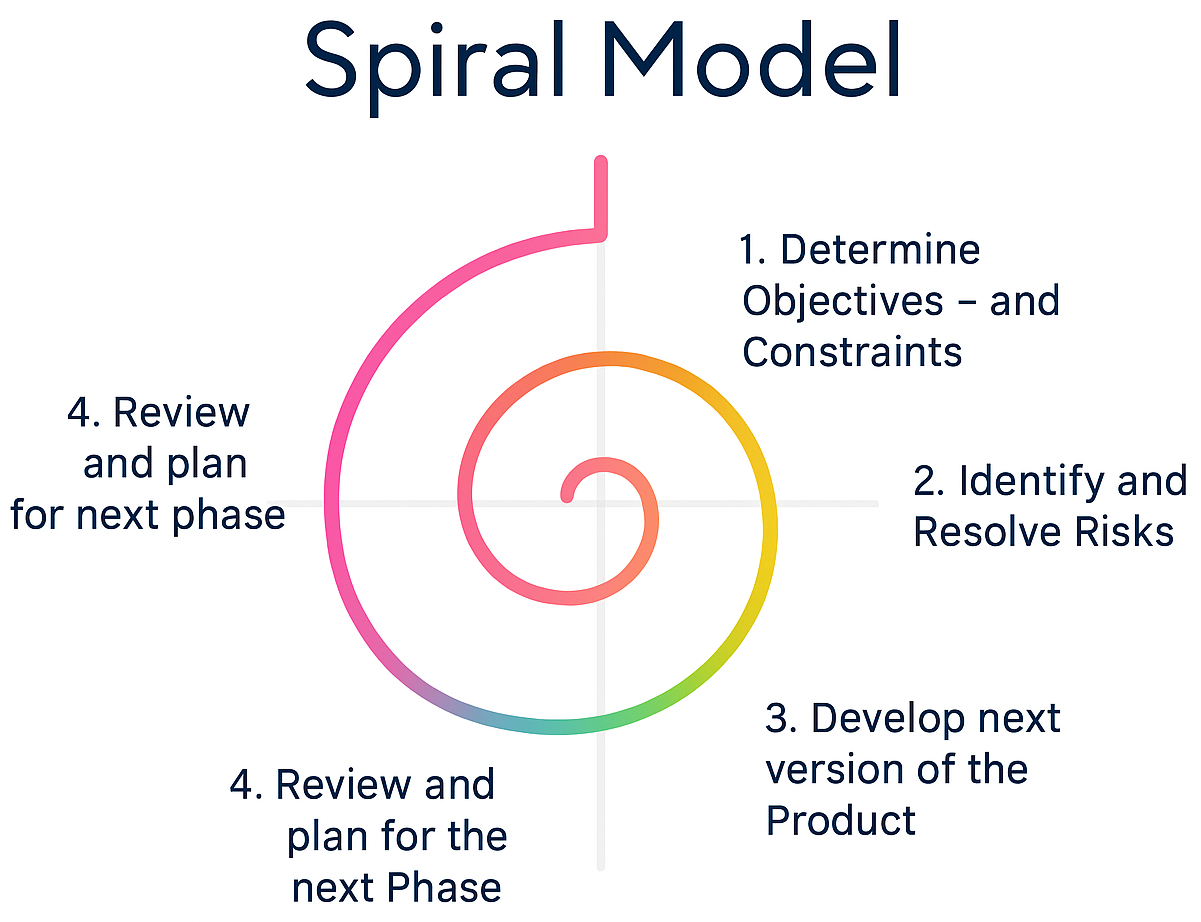 Spiral Model
1. Determine
Objectives – and
Constraints
2. Identify and
Resolve Risks
3. Develop next
version of the
Product
4. Review and
plan for the
next Phase
4. Review
and plan
for next phase